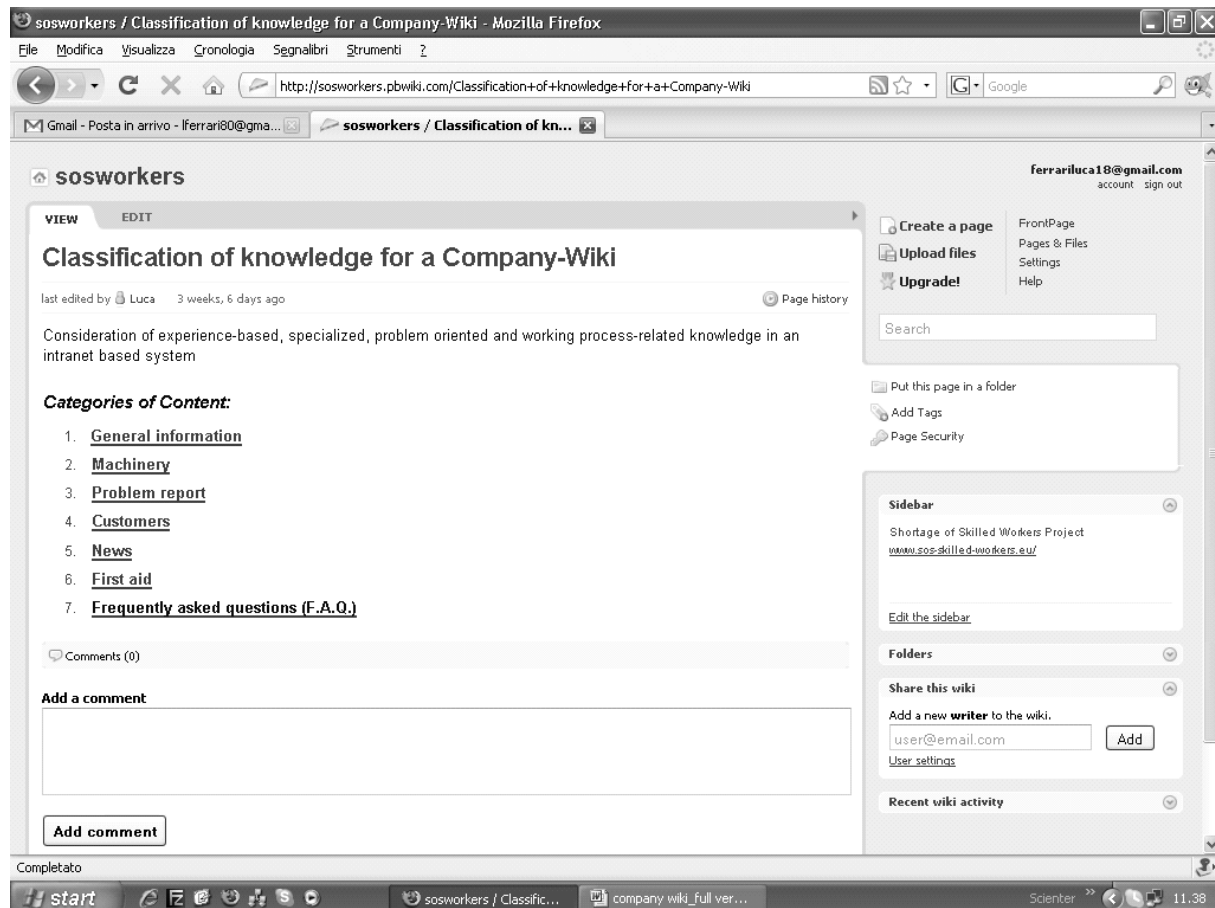 sosworkers / Classification of knowledge for a Company-Wiki - Mozilla Firefox
File Modifica Visualizza Cronologia Segnalibri Strumenti ?
http://sosworkers.pbwiki.com/Classification+of+knowledge+for+a+Company-Wiki
G Google
Gmail - Posta in arrivo - lferrari80@gma...
sosworkers / Classification of kn...
sosworkers
ferrariluca18@gmail.com
account sign out
VIEW EDIT
Classification of knowledge for a Company-Wiki
last edited by Luca 3 weeks, 6 days ago
Page history
Consideration of experience-based, specialized, problem oriented and working process-related knowledge in an
intranet based system
Categories of Content:
1. General information
2. Machinery
3. Problem report
4. Customers
5. News
6. First aid
7. Frequently asked questions (F.A.Q.)
Comments (0)
Add a comment
Add comment
Create a page
Upload files
Upgrade!
FrontPage
Pages & Files
Settings
Help
Search
Put this page in a folder
Add Tags
Page Security
Sidebar
Shortage of Skilled Workers Project
www.sos-skilled-workers.eu/
Edit the sidebar
Folders
Share this wiki
Add a new writer to the wiki.
user@email.com
Add
User settings
Recent wiki activity
Completato
start
sosworkers / Classific...
company wiki_full ver...
Scienter
11.38